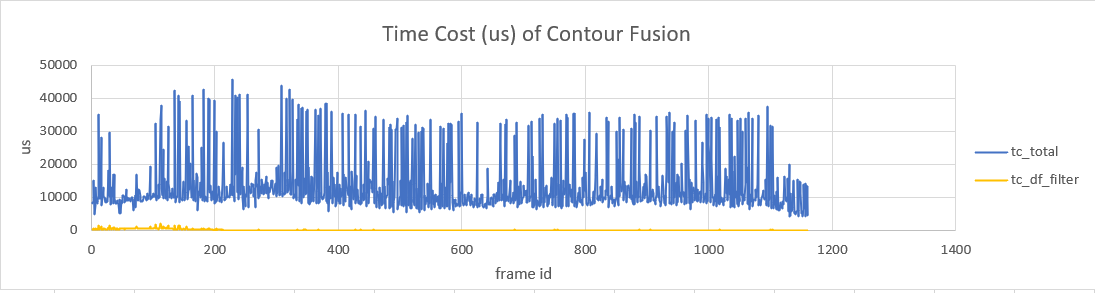 Time Cost (us) of Contour Fusion
50000
40000
30000
20000
10000
0
us
0 200 400 600 800 1000 1200 1400
frame id
tc_total
tc_df_filter